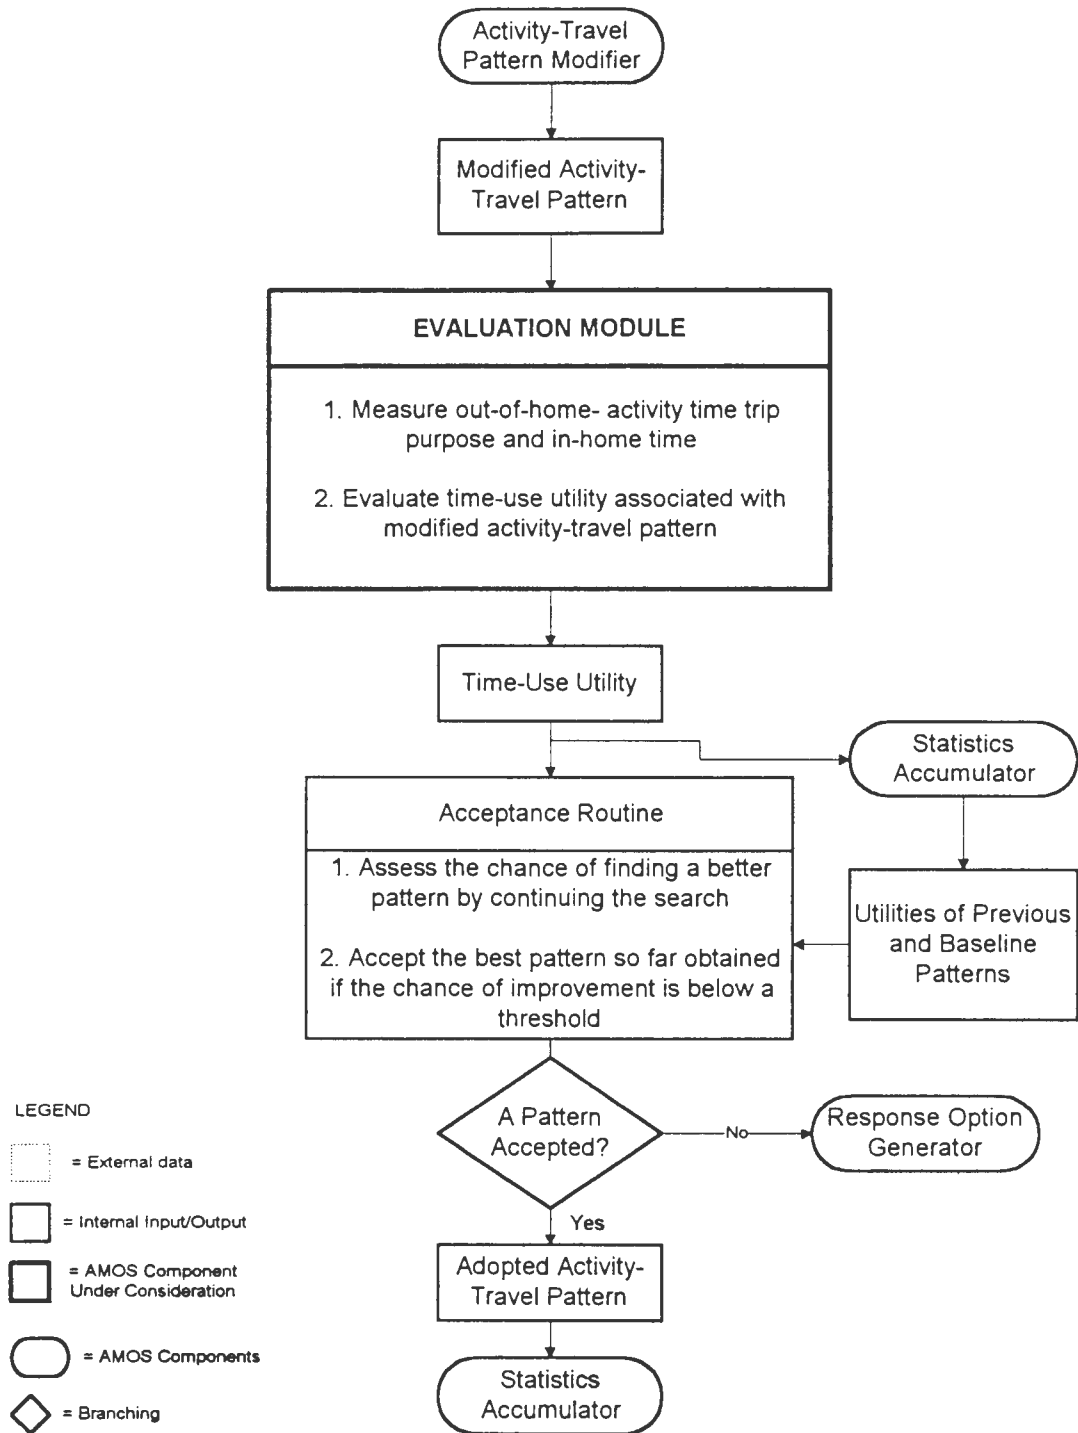 Activity-Travel
Pattern Modifier
Modified Activity-
Travel Pattern
EVALUATION MODULE
1. Measure out-of-home- activity time trip
purpose and in-home time
2. Evaluate time-use utility associated with
modified activity-travel pattern
Time-Use Utility
Statistics
Accumulator
Acceptance Routine
1. Assess the chance of finding a better
pattern by continuing the search
2. Accept the best pattern so far obtained
if the chance of improvement is below a
threshold
Utilities of Previous
and Baseline
Patterns
A Pattern
Accepted?
No
Response Option
Generator
Yes
Adopted Activity-
Travel Pattern
Statistics
Accumulator
LEGEND
= External data
= Internal Input/Output
= AMOS Component
Under Consideration
= AMOS Components
= Branching